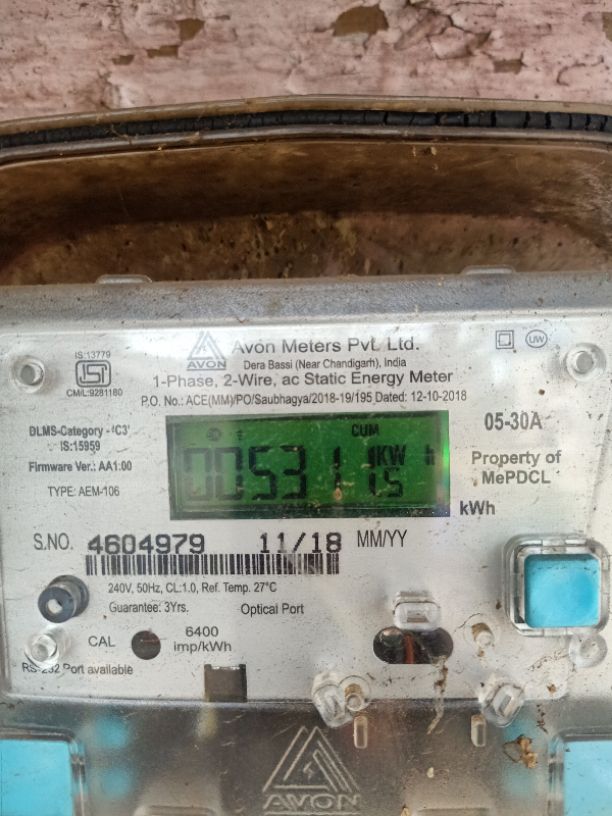 IS:13779
CM/L:9281180
AVON
Avon Meters Pvt. Ltd.
Dera Bassi (Near Chandigarh), India
1-Phase, 2-Wire, ac Static Energy Meter
P.O. No.: ACE(MM)/PO/Saubhagya/2018-19/195 Dated: 12-10-2018
UW
DLMS-Category - 'C3'
IS:15959
Firmware Ver.: AA1:00
TYPE: AEM-106
CUM
KW h
005311
15
05-30A
Property of
MePDCL
kWh
S.NO. 4604979 11/18 MM/YY
240V, 50Hz, CL:1.0, Ref. Temp. 27°C
Guarantee: 3Yrs. Optical Port
CAL 6400
imp/kWh
RS-232 Port available
AVON